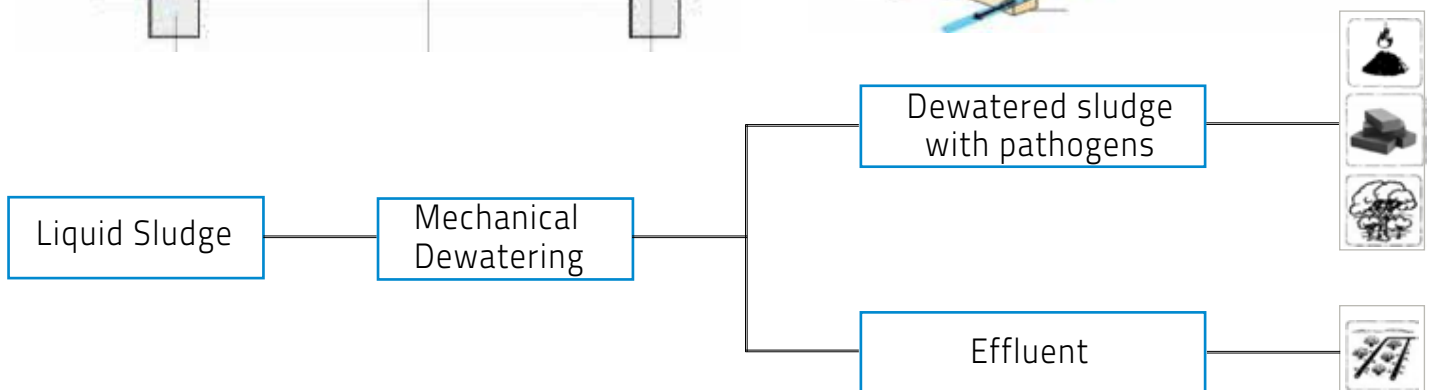 Dewatered sludge
with pathogens
Liquid Sludge
Mechanical
Dewatering
Effluent